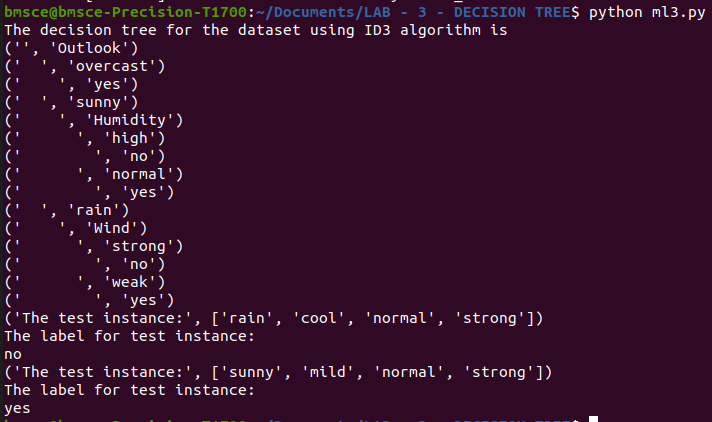 bmsce@bmsce-Precision-T1700:~/Documents/LAB - 3 - DECISION TREE$ python ml3.py
The decision tree for the dataset using ID3 algorithm is
('', 'Outlook')
('  ', 'overcast')
('    ', 'yes')
('  ', 'sunny')
('    ', 'Humidity')
('      ', 'high')
('        ', 'no')
('      ', 'normal')
('        ', 'yes')
('  ', 'rain')
('    ', 'Wind')
('      ', 'strong')
('        ', 'no')
('      ', 'weak')
('        ', 'yes')
('The test instance:', ['rain', 'cool', 'normal', 'strong'])
The label for test instance:
no
('The test instance:', ['sunny', 'mild', 'normal', 'strong'])
The label for test instance:
yes